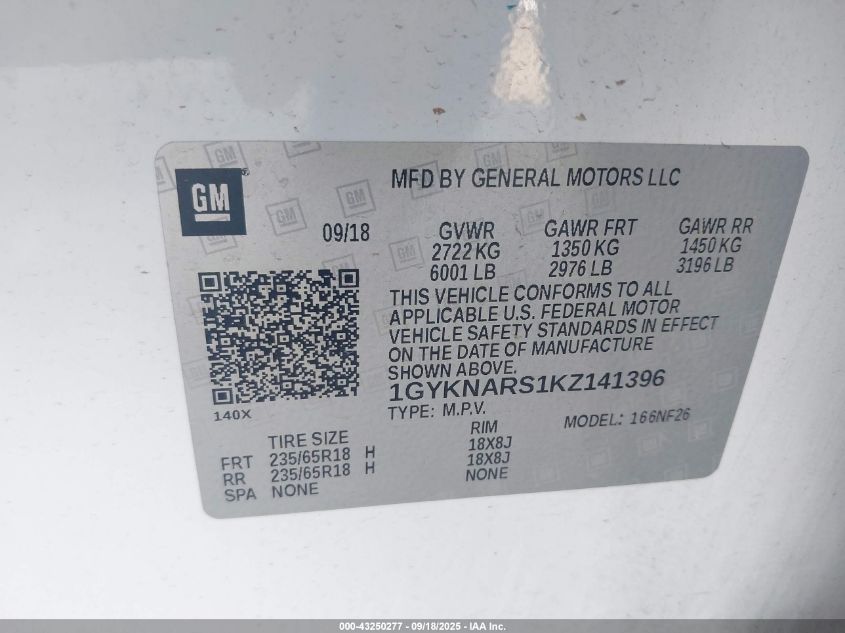 GM
MFD BY GENERAL MOTORS LLC
09/18
GVWR GAWR FRT GAWR RR
2722 KG 1350 KG 1450 KG
6001 LB 2976 LB 3196 LB
THIS VEHICLE CONFORMS TO ALL
APPLICABLE U.S. FEDERAL MOTOR
VEHICLE SAFETY STANDARDS IN EFFECT
ON THE DATE OF MANUFACTURE
SHOWN ABOVE.
1GYKNARS1KZ141396
140X
TYPE: M.P.V. MODEL: 166NF26
TIRE SIZE RIM
FRT 235/65R18 H 18X8J
RR 235/65R18 H 18X8J
SPA NONE NONE
000-43250277 - 09/18/2025 - IAA Inc.